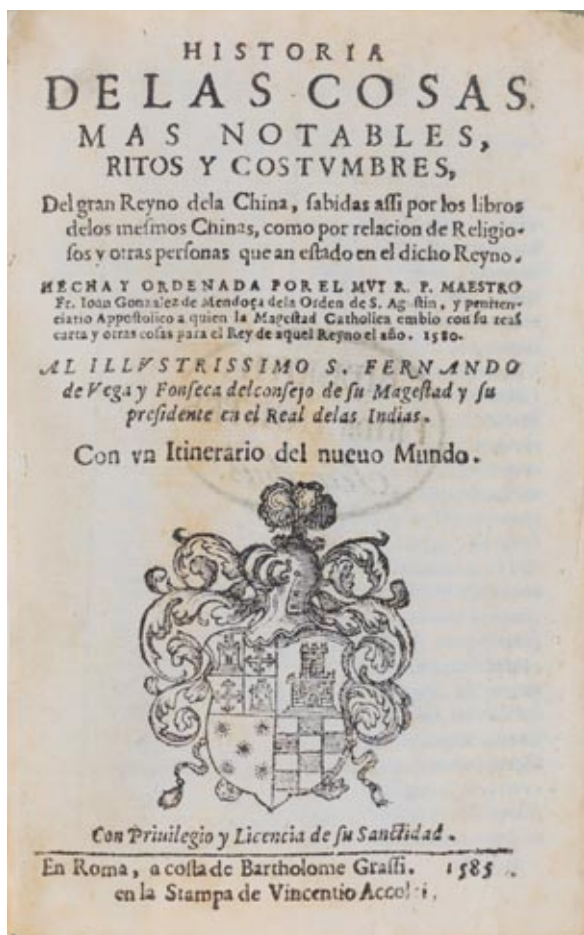 HISTORIA
DE LAS COSAS
MAS NOTABLES,
RITOS Y COSTVMBRES,
Del gran Reyno dela China, ſabidas aſſi por los libros
delos meſmos Chinas, como por relacion de Religio-
ſos y otras perſonas que an eſtado en el dicho Reyno.
HECHA Y ORDENADA POR EL MVY R. P. MAESTRO
Fr. Ioan Gonzalez de Mendoça dela Orden de S. Aguſtin, y peniten-
ciario Appoſtolico a quien la Mageſtad Catholica embio con ſu real
carta y otras coſas para el Rey de aquel Reyno el año. 1580.
AL ILLVSTRISSIMO S. FERNANDO
de Vega y Fonſeca del conſejo de ſu Mageſtad y ſu
preſidente en el Real delas Indias.
Con vn Itinerario del nueuo Mundo.
Con Priuilegio y Licencia de ſu Sanctidad.
En Roma, a coſta de Bartholome Graſſi. 1585.
en la Stampa de Vincentio Accolti.